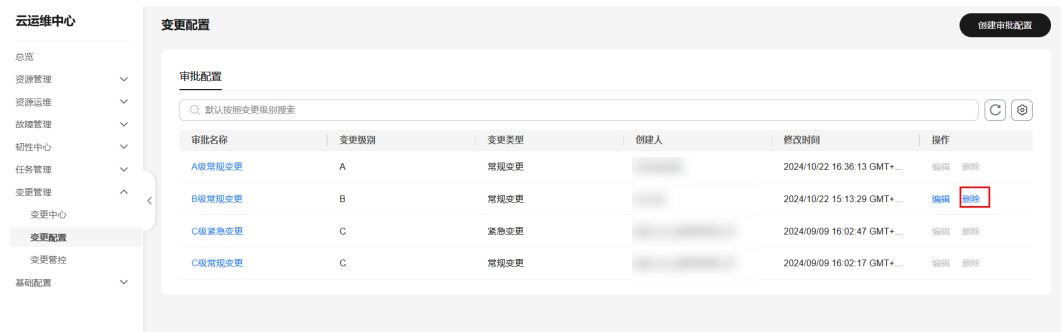 云运维中心
总览
资源管理
资源运维
故障管理
韧性中心
任务管理
变更管理
变更中心
变更配置
变更管控
基础配置
变更配置
创建审批配置
审批配置
默认按照变更级别搜索
审批名称 变更级别 变更类型 创建人 修改时间 操作
A级常规变更 A 常规变更 2024/10/22 16:36:13 GMT+... 编辑 删除
B级常规变更 B 常规变更 2024/10/22 15:13:29 GMT+... 编辑 删除
C级紧急变更 C 紧急变更 2024/09/09 16:02:47 GMT+... 编辑 删除
C级常规变更 C 常规变更 2024/09/09 16:02:17 GMT+... 编辑 删除